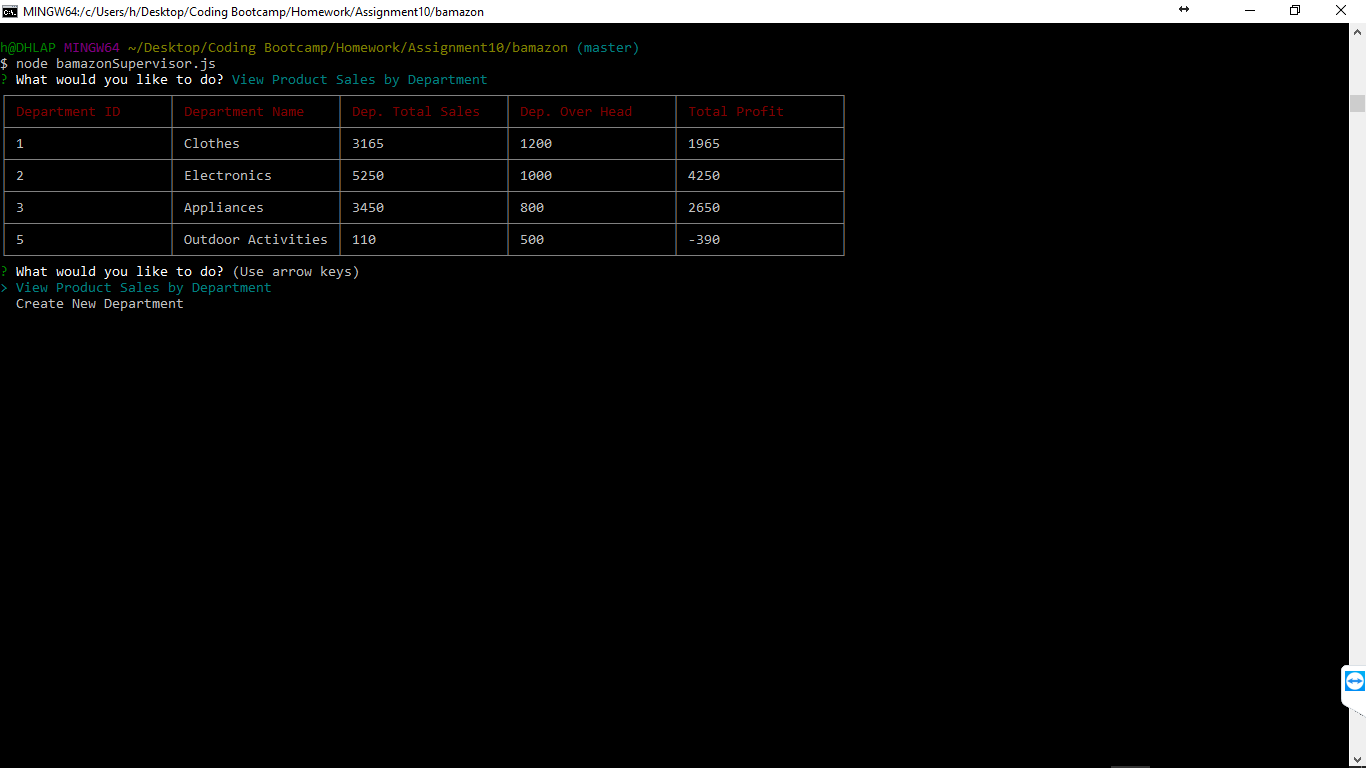 MINGW64:/c/Users/h/Desktop/Coding Bootcamp/Homework/Assignment10/bamazon
h@DHLAP MINGW64 ~/Desktop/Coding Bootcamp/Homework/Assignment10/bamazon (master)
$ node bamazonSupervisor.js
? What would you like to do? View Product Sales by Department
Department ID Department Name Dep. Total Sales Dep. Over Head Total Profit
1 Clothes 3165 1200 1965
2 Electronics 5250 1000 4250
3 Appliances 3450 800 2650
5 Outdoor Activities 110 500 -390
? What would you like to do? (Use arrow keys)
> View Product Sales by Department
Create New Department